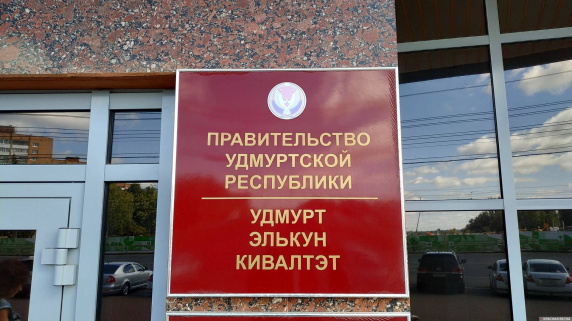 ПРАВИТЕЛЬСТВО
УДМУРТСКОЙ
РЕСПУБЛИКИ
УДМУРТ
ЭЛЬКУН
КИВАЛТЭТ